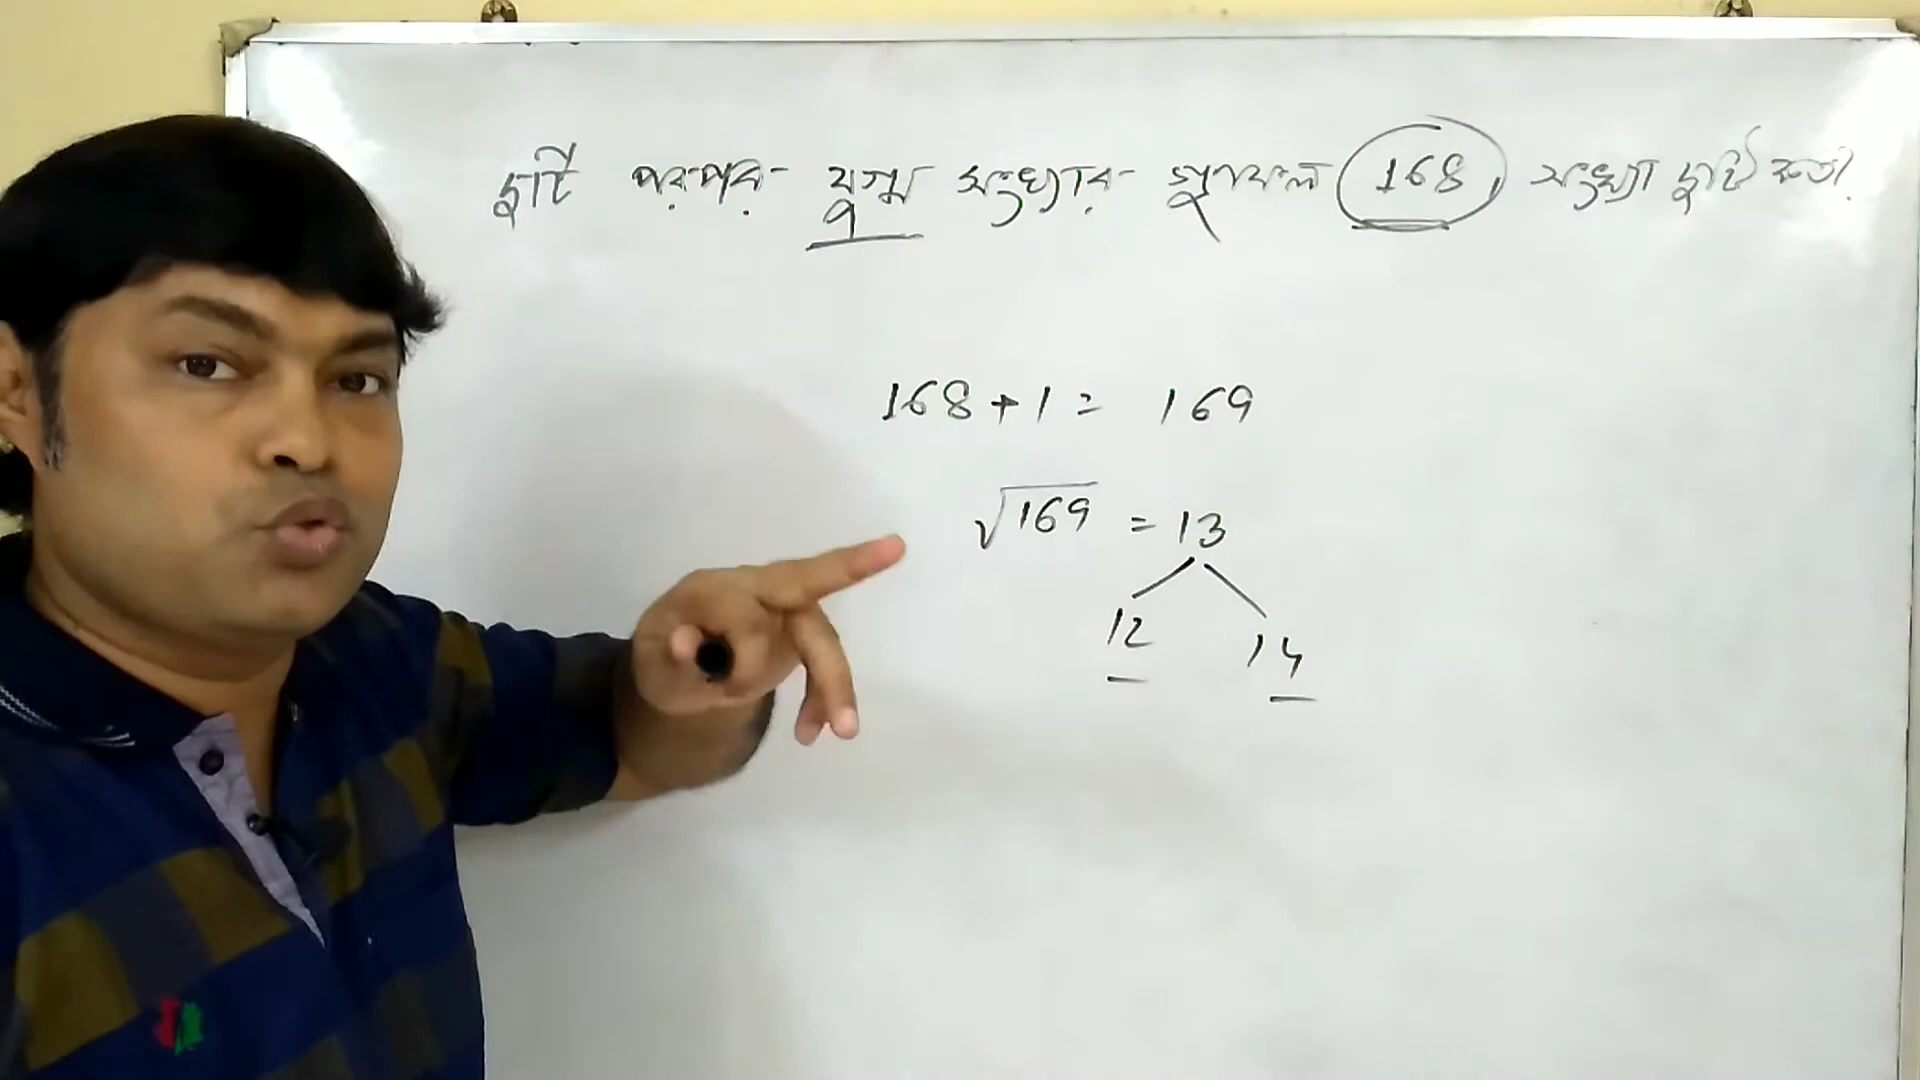 দুটি পরপর যুগ্ম সংখ্যার গুণফল 168, সংখ্যা দুটি কত?
168 + 1 = 169
√169 = 13
12 14